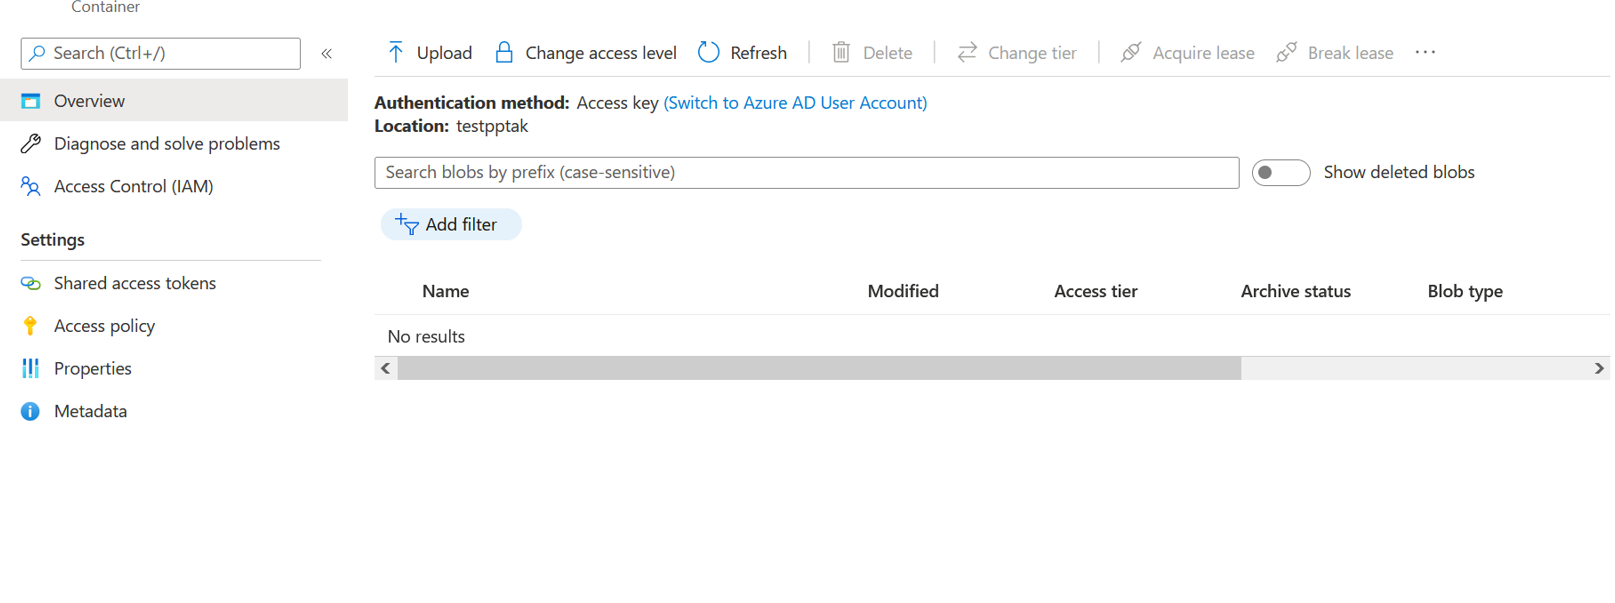 Container
Search (Ctrl+/)
«
Upload
Change access level
Refresh
Delete
Change tier
Acquire lease
Break lease
...
Overview
Diagnose and solve problems
Access Control (IAM)
Settings
Shared access tokens
Access policy
Properties
Metadata
Authentication method: Access key (Switch to Azure AD User Account)
Location: testpptak
Search blobs by prefix (case-sensitive)
Show deleted blobs
Add filter
Name Modified Access tier Archive status Blob type
No results